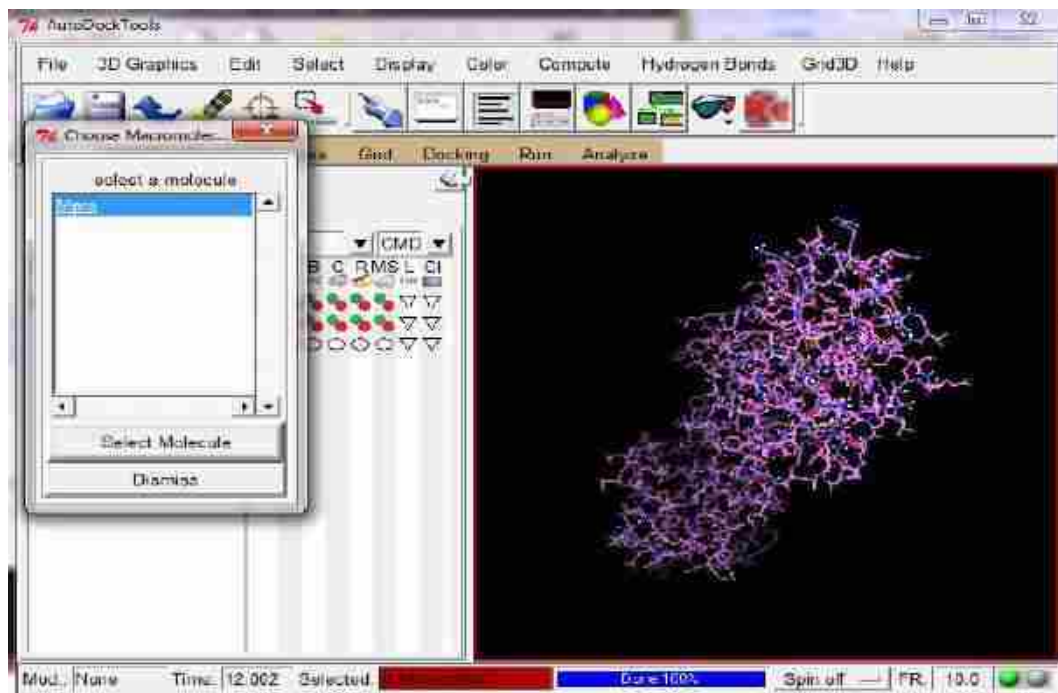 AutoDockTools
File 3D Graphics Edit Select Display Color Compute Hydrogen Bonds Grid3D Help
Choose Macromolec...
Grid Docking Run Analyze
select a molecule
CMD
B C R MS L Cl
Select Molecule
Dismiss
Mod.: None Time: 12.002 Selected: Done 100% Spin off FR: 10.0